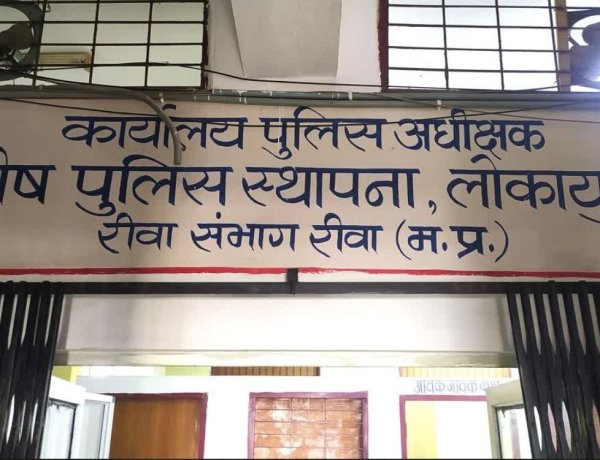 कार्यालय पुलिस अधीक्षक
पुलिस स्थापना, लोकायु
रीवा संभाग रीवा (म.प्र.)
आवक जावक